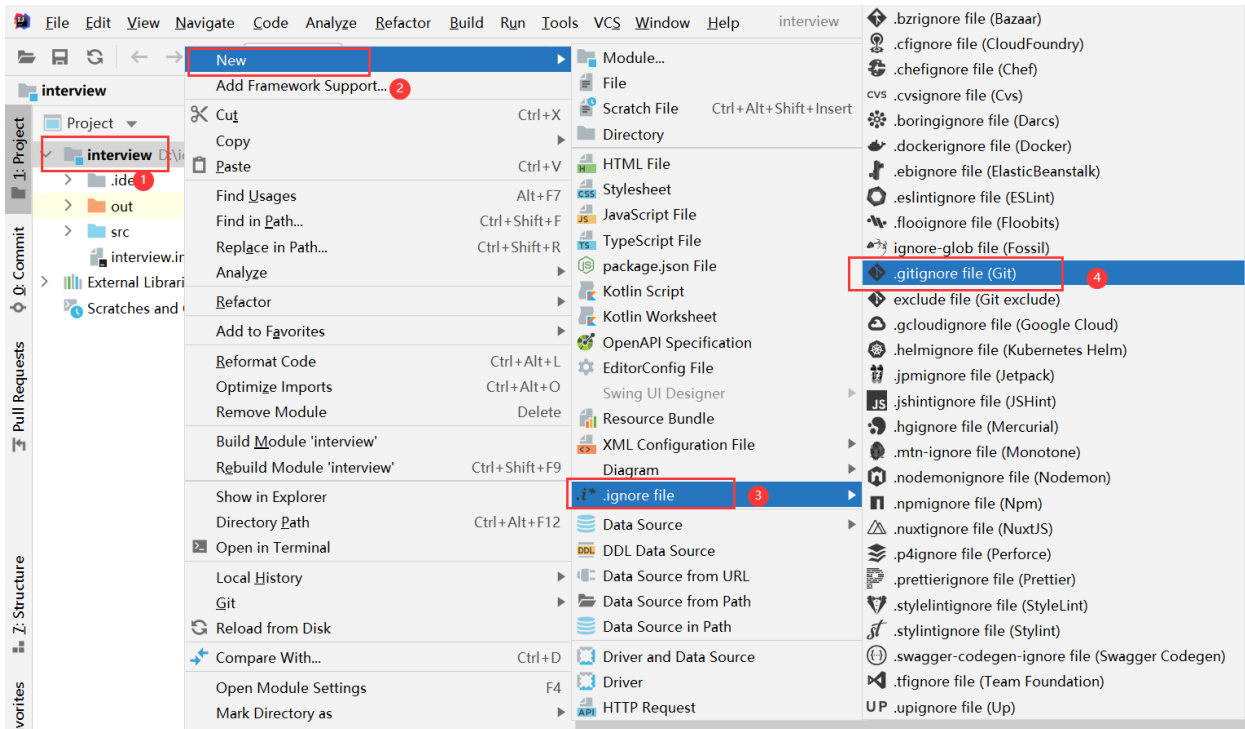 File Edit View Navigate Code Analyze Refactor Build Run Tools VCS Window Help interview
interview
1: Project
0: Commit
Pull Requests
7: Structure
Project
interview
1
out
src
External
Scratches and
New
Add Framework Support...
2
Cut Ctrl+X
Copy
Paste Ctrl+V
Find Usages Alt+F7
Find in Path... Ctrl+Shift+F
Replace in Path... Ctrl+Shift+R
Analyze
Refactor
Add to Favorites
Reformat Code Ctrl+Alt+L
Optimize Imports Ctrl+Alt+O
Remove Module Delete
Build Module 'interview'
Rebuild Module 'interview' Ctrl+Shift+F9
Show in Explorer
Directory Path Ctrl+Alt+F12
Open in Terminal
Local History
Git
Reload from Disk
Compare With... Ctrl+D
Open Module Settings F4
Mark Directory as
Module...
File
Scratch File Ctrl+Alt+Shift+Insert
Directory
HTML File
Stylesheet
JavaScript File
TypeScript File
package.json File
Kotlin Script
Kotlin Worksheet
OpenAPI Specification
EditorConfig File
Swing UI Designer
Resource Bundle
XML Configuration File
Diagram
.i* .ignore file 3
Data Source
DDL Data Source
Data Source from URL
Data Source from Path
Data Source in Path
Driver and Data Source
Driver
API HTTP Request
.bzrignore file (Bazaar)
.cfignore file (CloudFoundry)
.chefignore file (Chef)
CVS .cvsignore file (Cvs)
.boringignore file (Darcs)
.dockerignore file (Docker)
.ebignore file (ElasticBeanstalk)
.eslintignore file (ESLint)
.flooignore file (Floobits)
ignore-glob file (Fossil)
.gitignore file (Git) 4
exclude file (Git exclude)
.gcloudignore file (Google Cloud)
.helmignore file (Kubernetes Helm)
.jpmignore file (Jetpack)
JS .jshintignore file (JSHint)
.hgignore file (Mercurial)
.mtn-ignore file (Monotone)
.nodemonignore file (Nodemon)
.npmignore file (Npm)
.nuxtignore file (NuxtJS)
.p4ignore file (Perforce)
.prettierignore file (Prettier)
.stylelintignore file (StyleLint)
.stylintignore file (Stylint)
.swagger-codegen-ignore file (Swagger Codegen)
.tfignore file (Team Foundation)
UP .upignore file (Up)